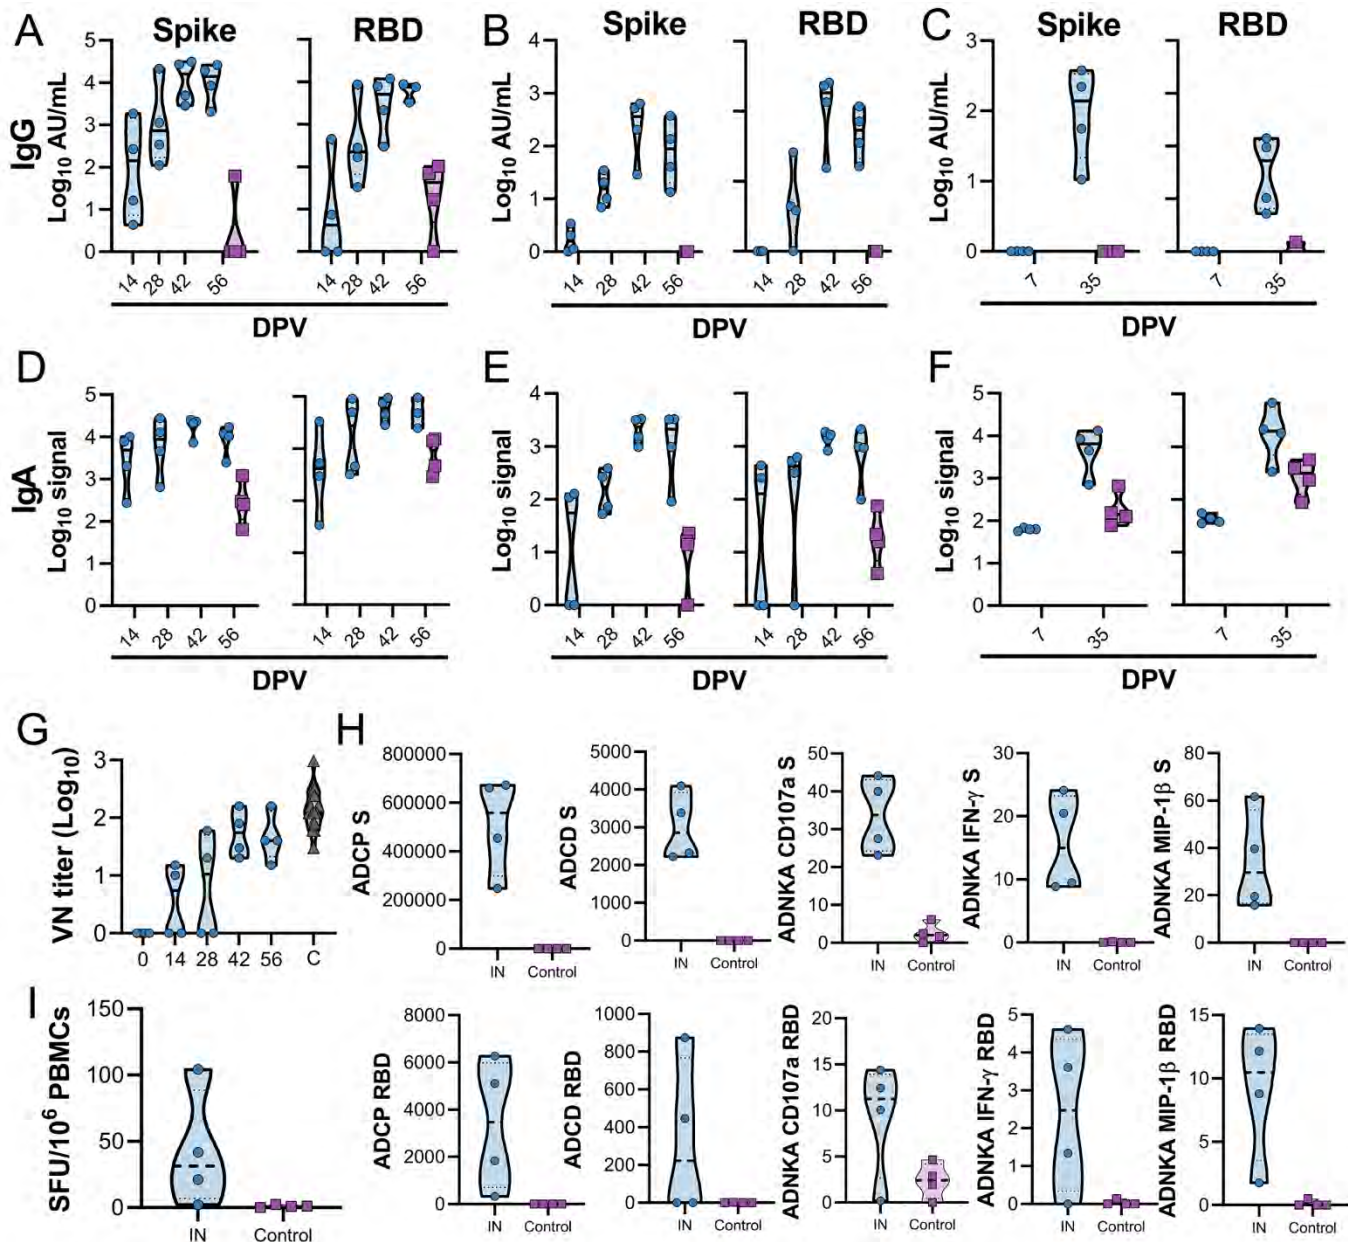 A
Spike
RBD
B
Spike
RBD
C
Spike
RBD
IgG
Log10 AU/mL
5
4
3
2
1
0
14
28
42
56
14
28
42
56
DPV
Log10 AU/mL
4
3
2
1
0
14
28
42
56
14
28
42
56
DPV
Log10 AU/mL
3
2
1
0
7
35
7
35
DPV
D
E
F
IgA
Log10 signal
5
4
3
2
1
0
14
28
42
56
14
28
42
56
DPV
Log10 signal
4
3
2
1
0
14
28
42
56
14
28
42
56
DPV
Log10 signal
5
4
3
2
1
0
7
35
7
35
DPV
G
VN titer (Log10)
3
2
1
0
0 14 28 42 56 C
H
ADCP S
800000
600000
400000
200000
0
IN Control
ADCD S
5000
4000
3000
2000
1000
0
IN Control
ADNKA CD107a S
50
40
30
20
10
0
IN Control
ADNKA IFN-γ S
30
20
10
0
IN Control
ADNKA MIP-1β S
80
60
40
20
0
IN Control
I
SFU/10⁶ PBMCs
150
100
50
0
IN Control
ADCP RBD
8000
6000
4000
2000
0
IN Control
ADCD RBD
1000
800
600
400
200
0
IN Control
ADNKA CD107a RBD
20
15
10
5
0
IN Control
ADNKA IFN-γ RBD
5
4
3
2
1
0
IN Control
ADNKA MIP-1β RBD
15
10
5
0
IN Control